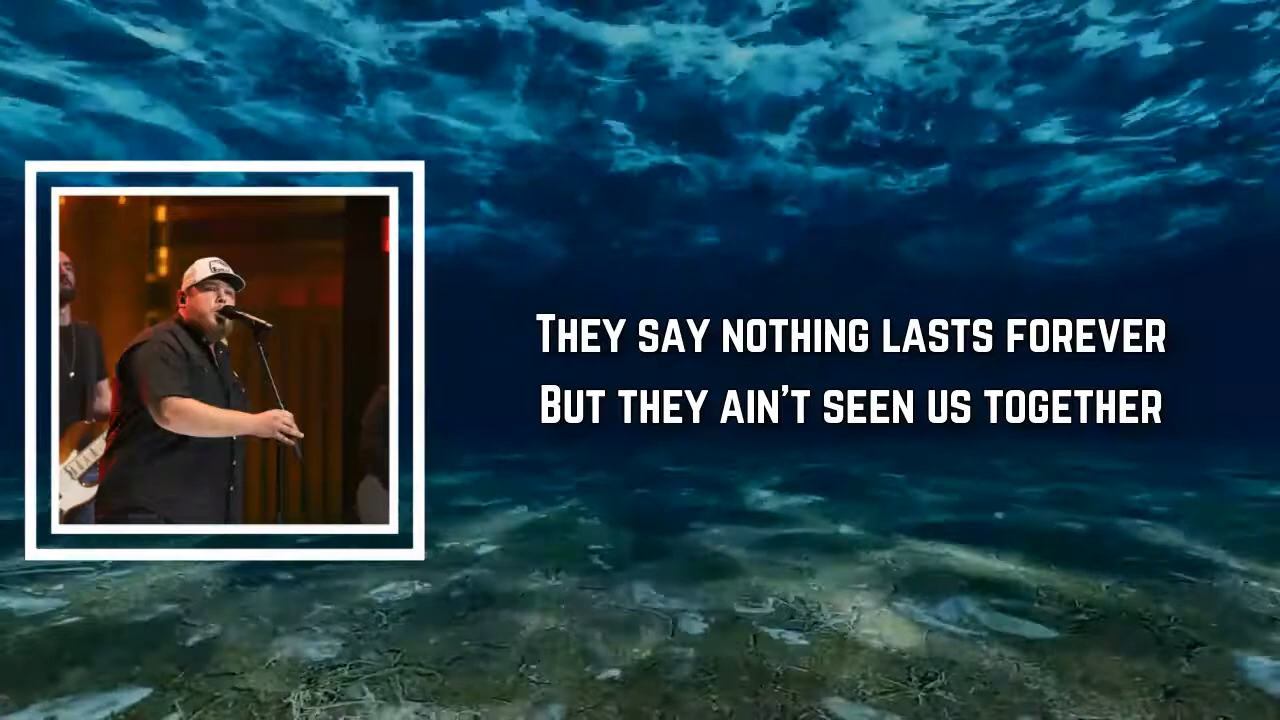 They say nothing lasts forever
But they ain't seen us together